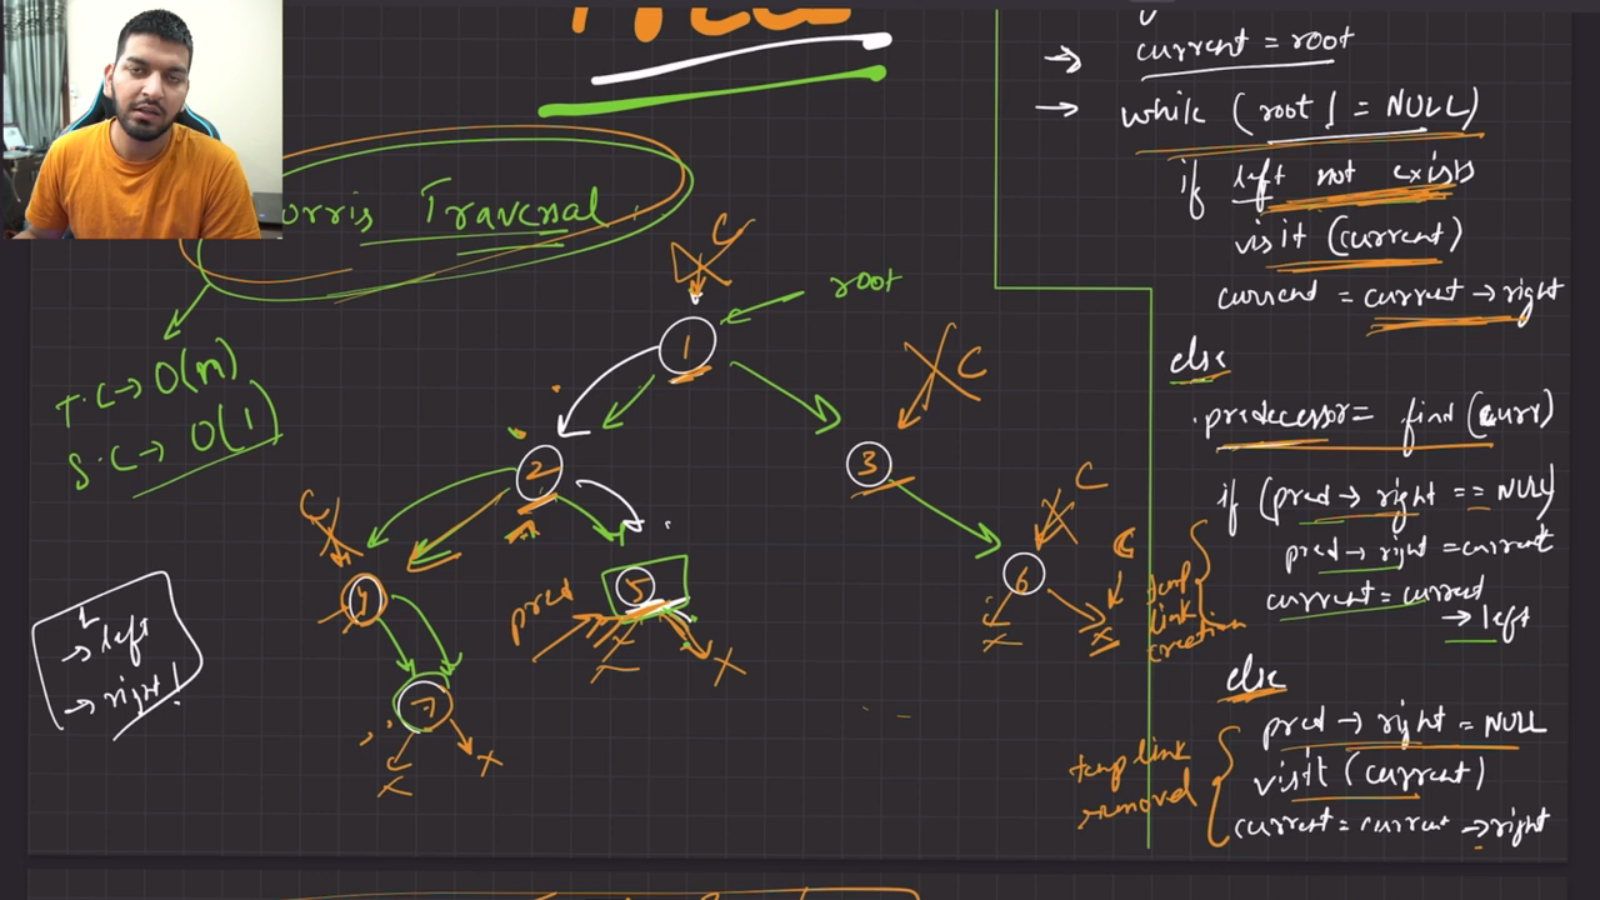 Tree
orris Traversal
T.C → O(n)
S.C → O(1)
L
→ left
→ right
C
root
1
C
2
3
C
C
C
4
5
6
pred
7
x
x
x
x
x
x
current = root
while (root != NULL)
if left not exists
visit (current)
current = current → right
else
predecessor = find (curr)
if (pred → right == NULL)
pred → right = current
current = current
→ left
temp
link
creation
else
pred → right = NULL
visit (current)
current = current → right
temp link
removed